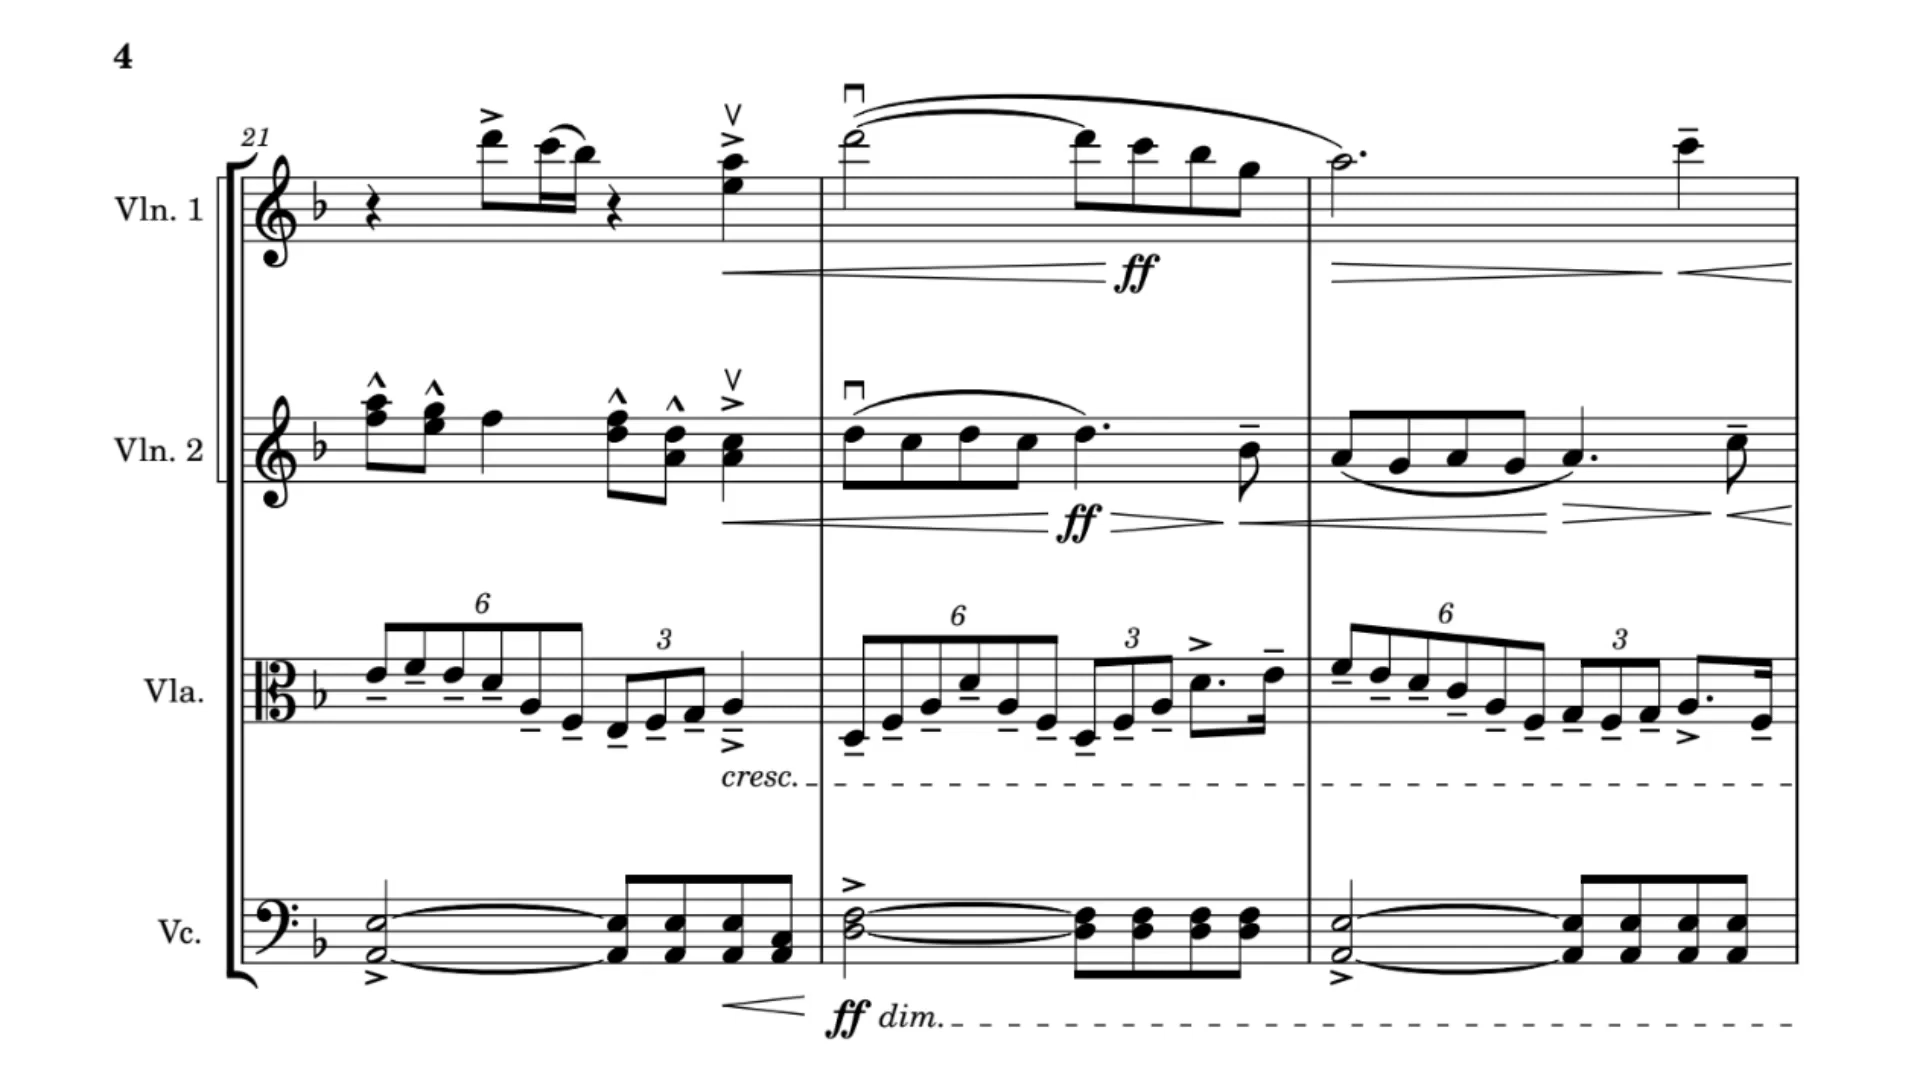 4
21
Vln. 1
ff
Vln. 2
ff
6 3 6 3 6 3
Vla.
cresc.
Vc.
ff dim.